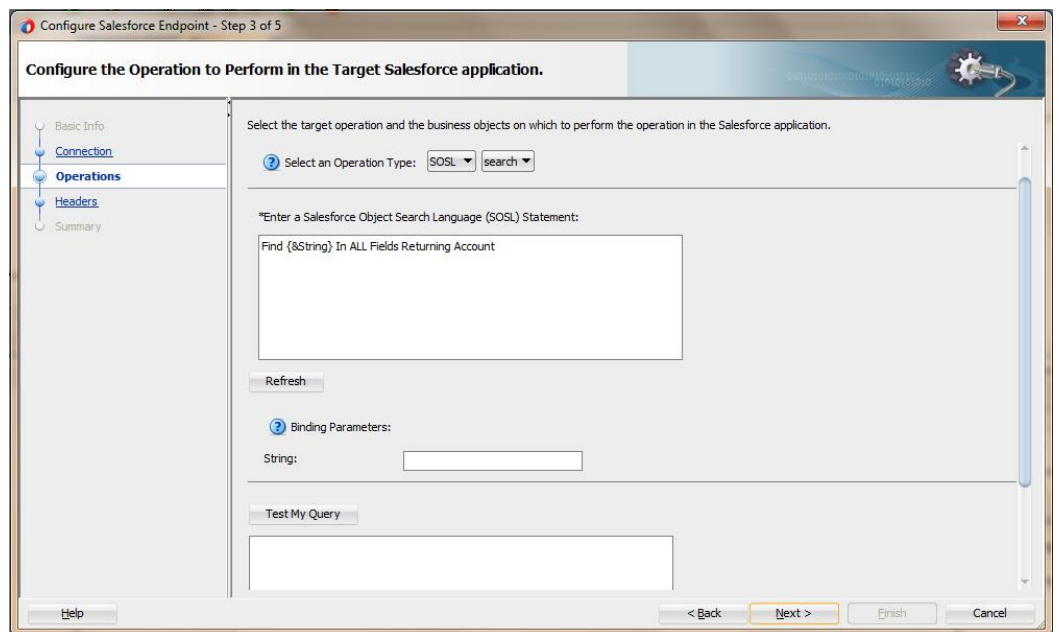 Configure Salesforce Endpoint - Step 3 of 5
Configure the Operation to Perform in the Target Salesforce application.
Basic Info
Connection
Operations
Headers
Summary
Select the target operation and the business objects on which to perform the operation in the Salesforce application.
Select an Operation Type: SOSL search
*Enter a Salesforce Object Search Language (SOSL) Statement:
Find {&String} In ALL Fields Returning Account
Refresh
Binding Parameters:
String:
Test My Query
Help
< Back Next > Finish Cancel